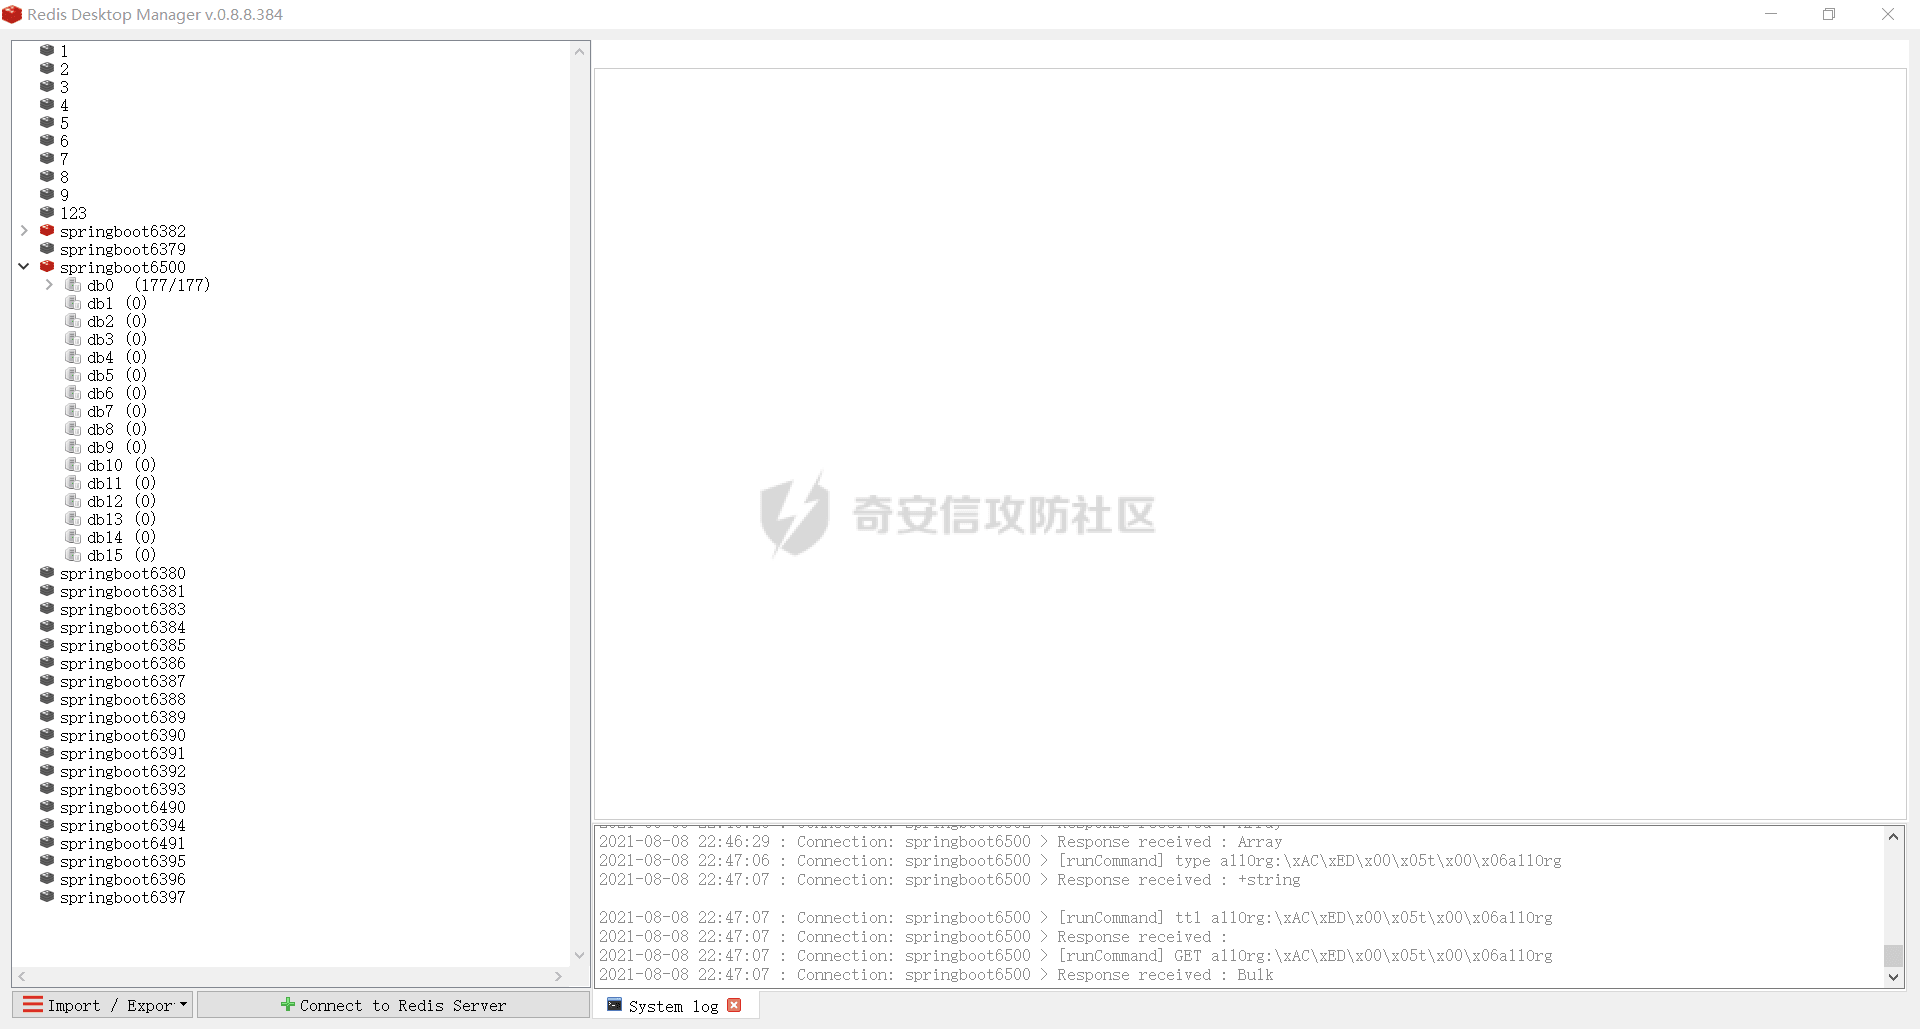 Redis Desktop Manager v.0.8.8.384
1
2
3
4
5
6
7
8
9
123
springboot6382
springboot6379
springboot6500
db0 (177/177)
db1 (0)
db2 (0)
db3 (0)
db4 (0)
db5 (0)
db6 (0)
db7 (0)
db8 (0)
db9 (0)
db10 (0)
db11 (0)
db12 (0)
db13 (0)
db14 (0)
db15 (0)
springboot6380
springboot6381
springboot6383
springboot6384
springboot6385
springboot6386
springboot6387
springboot6388
springboot6389
springboot6390
springboot6391
springboot6392
springboot6393
springboot6490
springboot6394
springboot6491
springboot6395
springboot6396
springboot6397
Import / Expor
Connect to Redis Server
奇安信攻防社区
2021-08-08 22:46:29 : Connection: springboot6500 > Response received : Array
2021-08-08 22:47:06 : Connection: springboot6500 > [runCommand] type allOrg:\xAC\xED\x00\x05t\x00\x06allOrg
2021-08-08 22:47:07 : Connection: springboot6500 > Response received : +string
2021-08-08 22:47:07 : Connection: springboot6500 > [runCommand] ttl allOrg:\xAC\xED\x00\x05t\x00\x06allOrg
2021-08-08 22:47:07 : Connection: springboot6500 > Response received :
2021-08-08 22:47:07 : Connection: springboot6500 > [runCommand] GET allOrg:\xAC\xED\x00\x05t\x00\x06allOrg
2021-08-08 22:47:07 : Connection: springboot6500 > Response received : Bulk
System log